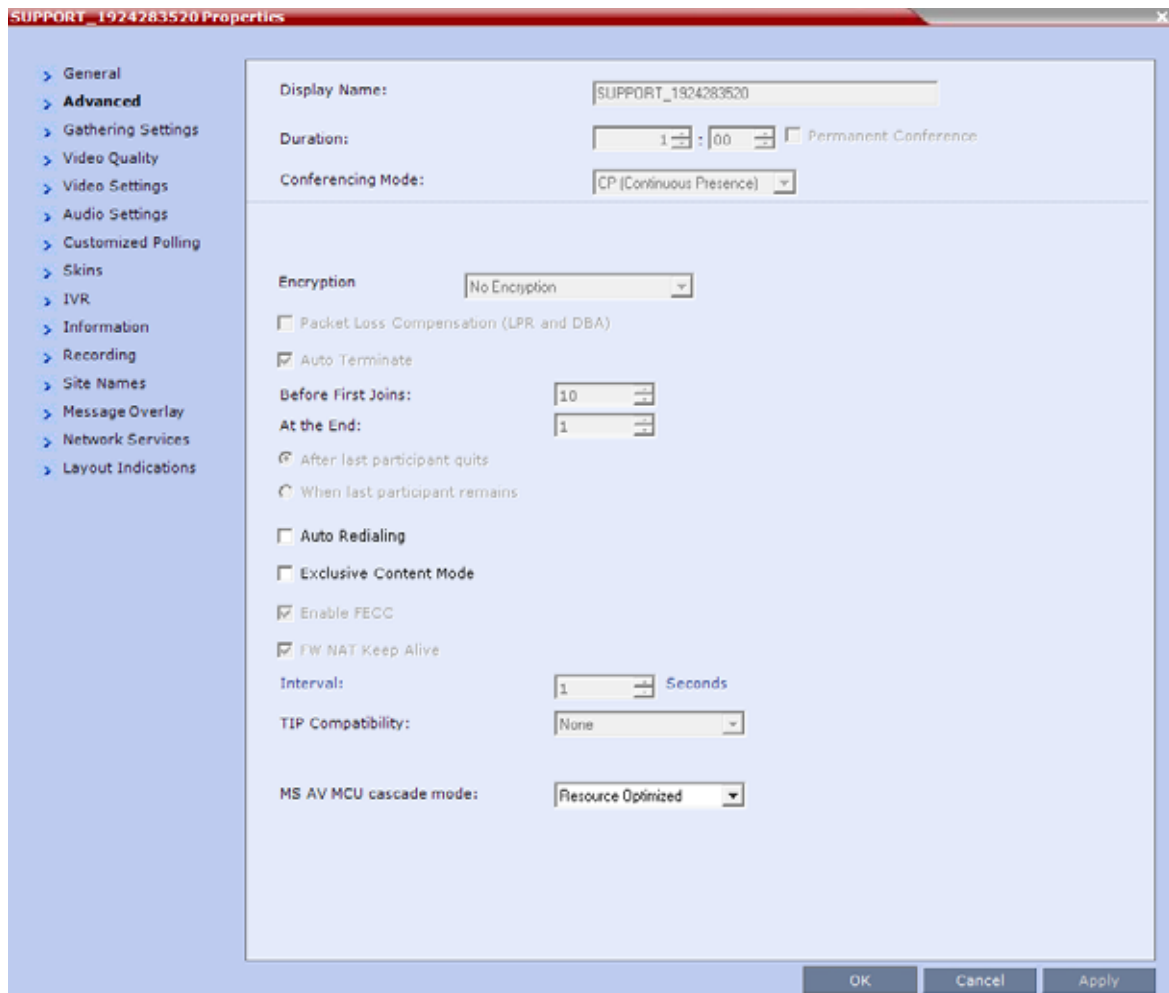 SUPPORT_1924283520 Properties
General
Advanced
Gathering Settings
Video Quality
Video Settings
Audio Settings
Customized Polling
Skins
IVR
Information
Recording
Site Names
Message Overlay
Network Services
Layout Indications
Display Name: SUPPORT_1924283520
Duration: 1 : 00 Permanent Conference
Conferencing Mode: CP (Continuous Presence)
Encryption No Encryption
Packet Loss Compensation (LPR and DBA)
Auto Terminate
Before First Joins: 10
At the End: 1
After last participant quits
When last participant remains
Auto Redialing
Exclusive Content Mode
Enable FECC
FW NAT Keep Alive
Interval: 1 Seconds
TIP Compatibility: None
MS AV MCU cascade mode: Resource Optimized
OK Cancel Apply